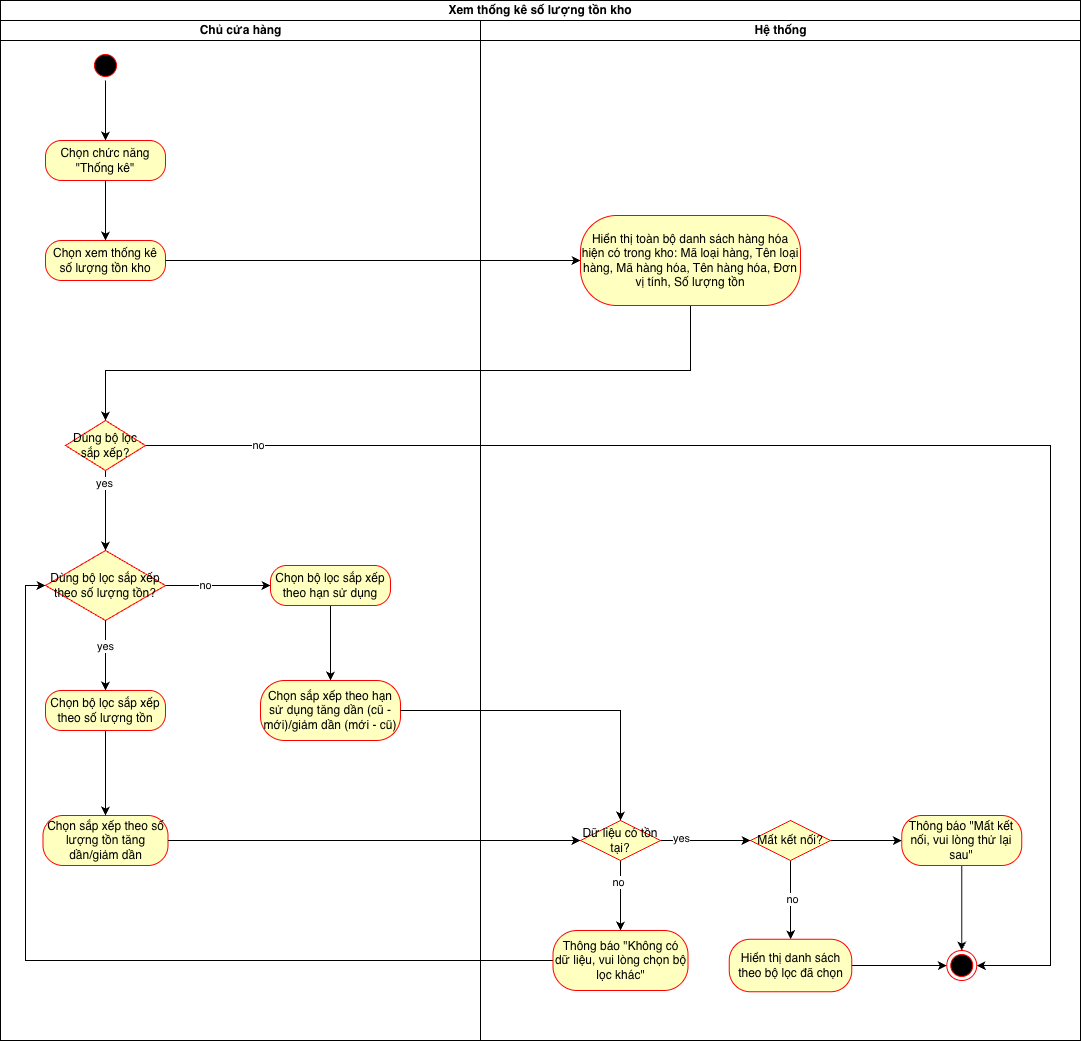 Xem thống kê số lượng tồn kho
Chủ cửa hàng
Hệ thống
Chọn chức năng
"Thống kê"
Chọn xem thống kê
số lượng tồn kho
Hiển thị toàn bộ danh sách hàng hóa
hiện có trong kho: Mã loại hàng, Tên loại
hàng, Mã hàng hóa, Tên hàng hóa, Đơn
vị tính, Số lượng tồn
Dùng bộ lọc
sắp xếp?
no
yes
Dùng bộ lọc sắp xếp
theo số lượng tồn?
no
Chọn bộ lọc sắp xếp
theo hạn sử dụng
yes
Chọn bộ lọc sắp xếp
theo số lượng tồn
Chọn sắp xếp theo hạn
sử dụng tăng dần (cũ -
mới)/giảm dần (mới - cũ)
Chọn sắp xếp theo số
lượng tồn tăng
dần/giảm dần
Dữ liệu có tồn
tại?
yes
Mất kết nối?
Thông báo "Mất kết
nối, vui lòng thử lại
sau"
no
no
Thông báo "Không có
dữ liệu, vui lòng chọn bộ
lọc khác"
Hiển thị danh sách
theo bộ lọc đã chọn